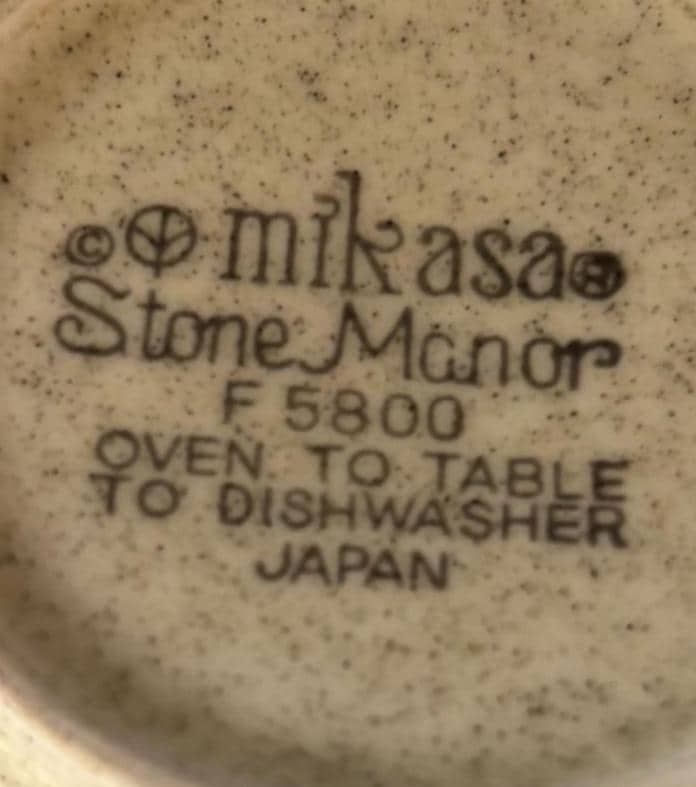 © mikasa®
Stone Manor
F 5800
OVEN TO TABLE
TO DISHWASHER
JAPAN